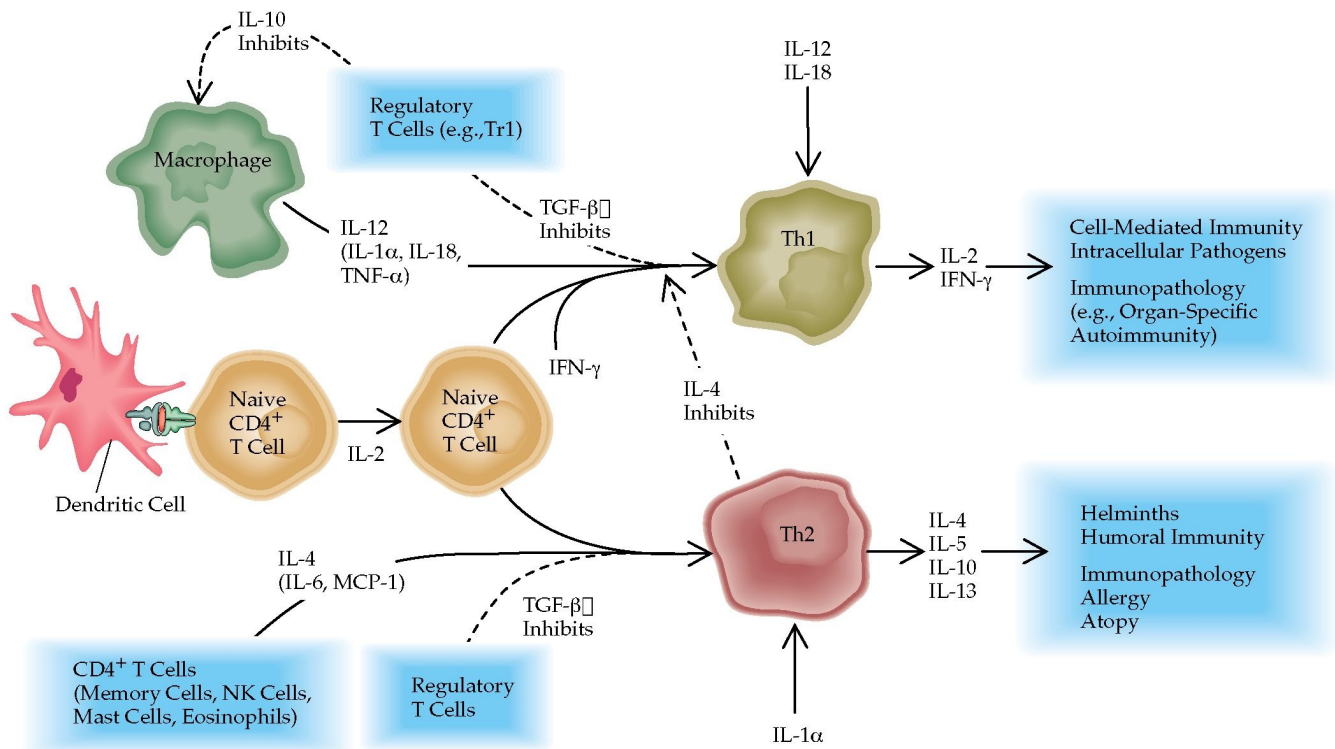 IL-10
Inhibits
IL-12
IL-18
Regulatory
T Cells (e.g.,Tr1)
Macrophage
TGF-β▯
Inhibits
IL-12
(IL-1α, IL-18,
TNF-α)
Th1
IL-2
IFN-γ
Cell-Mediated Immunity
Intracellular Pathogens
Immunopathology
(e.g., Organ-Specific
Autoimmunity)
IFN-γ
Naive
CD4+
T Cell
IL-2
Naive
CD4+
T Cell
IL-4
Inhibits
Dendritic Cell
Th2
IL-4
IL-5
IL-10
IL-13
Helminths
Humoral Immunity
Immunopathology
Allergy
Atopy
IL-4
(IL-6, MCP-1)
TGF-β▯
Inhibits
CD4+ T Cells
(Memory Cells, NK Cells,
Mast Cells, Eosinophils)
Regulatory
T Cells
IL-1α